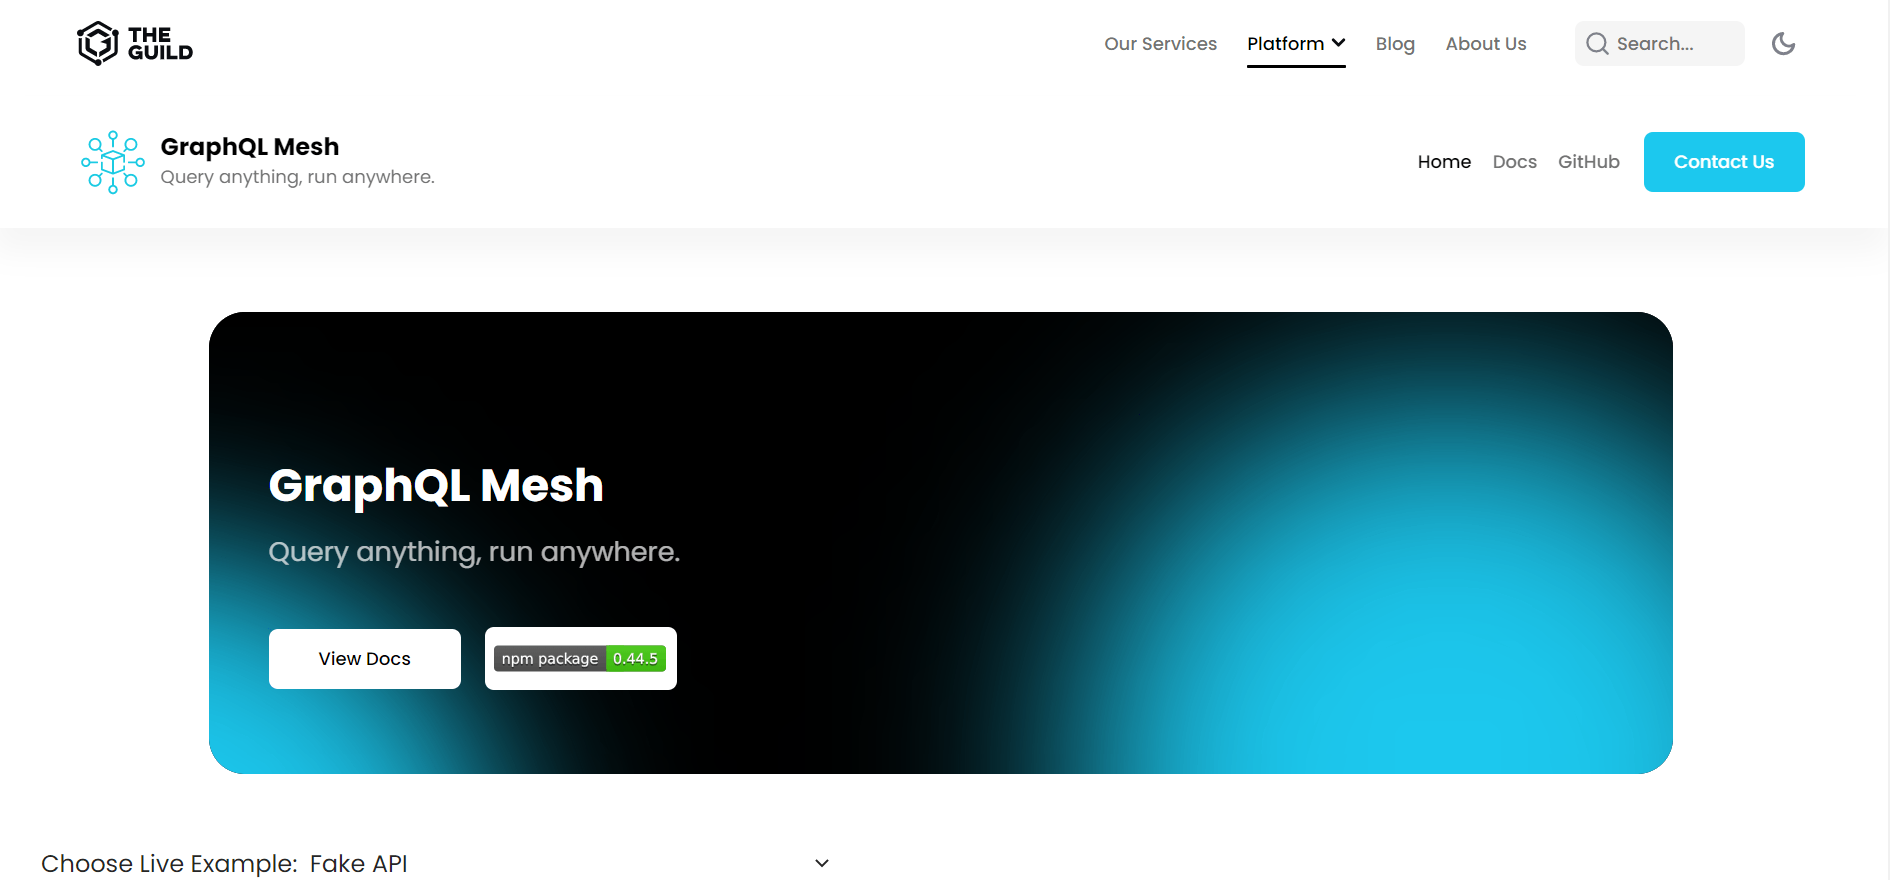 THE
GUILD
Our Services Platform Blog About Us Search...
GraphQL Mesh
Query anything, run anywhere.
Home Docs GitHub Contact Us
GraphQL Mesh
Query anything, run anywhere.
View Docs npm package 0.44.5
Choose Live Example: Fake API